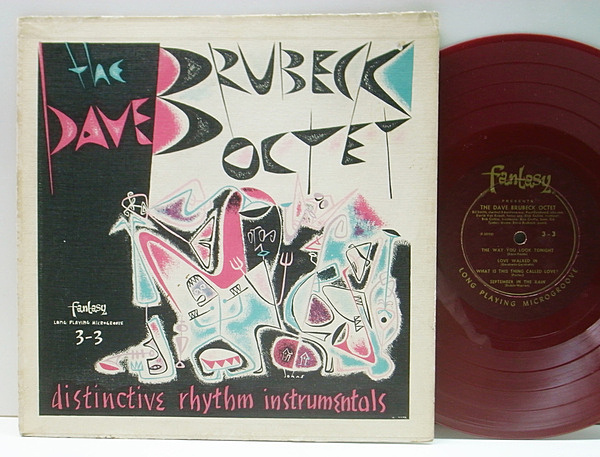 the
DAVE BRUBECK
OCTET
fantasy
LONG PLAYING MICROGROOVE
3-3
Johns
distinctive rhythm instrumentals
fantasy
PRESENTS
THE DAVE BRUBECK OCTET
3-3
THE WAY YOU LOOK TONIGHT
LOVE WALKED IN
WHAT IS THIS THING CALLED LOVE?
SEPTEMBER IN THE RAIN
LONG PLAYING MICROGROOVE